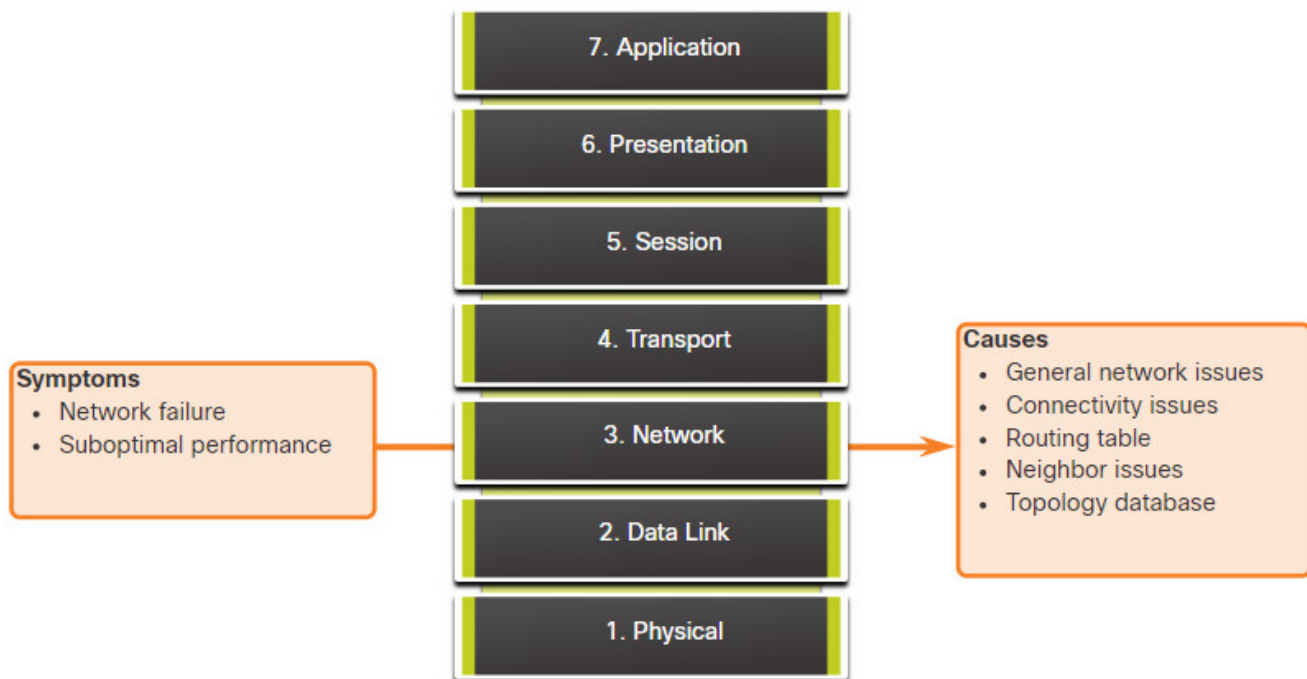 7. Application
6. Presentation
5. Session
4. Transport
3. Network
2. Data Link
1. Physical
Symptoms
• Network failure
• Suboptimal performance
Causes
• General network issues
• Connectivity issues
• Routing table
• Neighbor issues
• Topology database